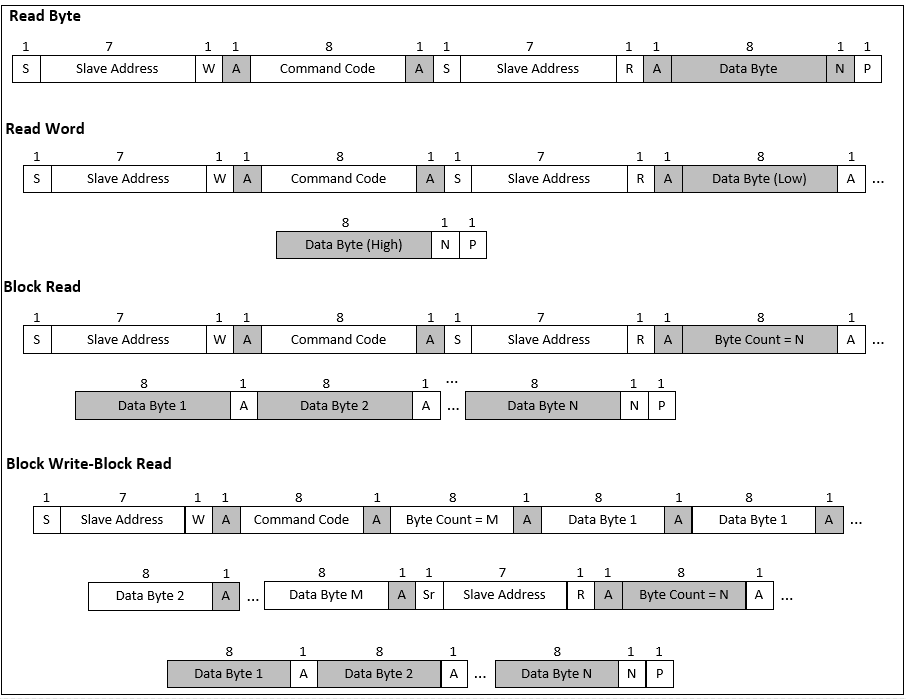 Read Byte
1 7 1 1 8 1 1 7 1 1 8 1 1
S Slave Address W A Command Code A S Slave Address R A Data Byte N P
Read Word
1 7 1 1 8 1 1 7 1 1 8 1
S Slave Address W A Command Code A S Slave Address R A Data Byte (Low) A ...
8 1 1
Data Byte (High) N P
Block Read
1 7 1 1 8 1 1 7 1 1 8 1
S Slave Address W A Command Code A S Slave Address R A Byte Count = N A ...
8 1 8 1 ... 8 1 1
Data Byte 1 A Data Byte 2 A ... Data Byte N N P
Block Write-Block Read
1 7 1 1 8 1 8 1 8 1 8 1
S Slave Address W A Command Code A Byte Count = M A Data Byte 1 A Data Byte 1 A ...
8 1 8 1 1 7 1 1 8 1
Data Byte 2 A ... Data Byte M A Sr Slave Address R A Byte Count = N A ...
8 1 8 1 8 1 1
Data Byte 1 A Data Byte 2 A ... Data Byte N N P